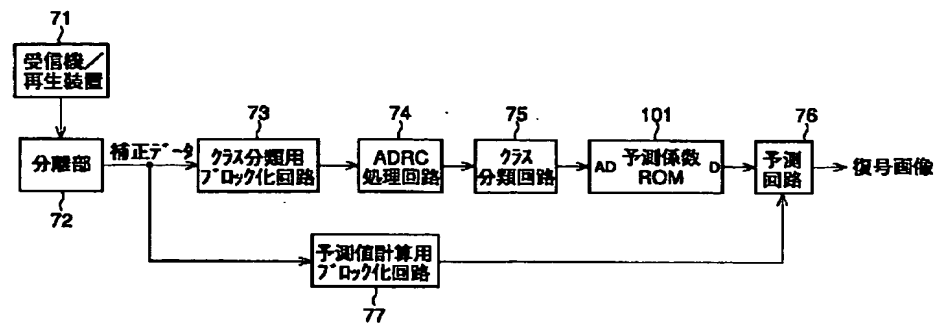 71
受信機／
再生装置
分離部
72
補正ﾃﾞｰﾀ
73
ｸﾗｽ分類用
ﾌﾞﾛｯｸ化回路
74
ADRC
処理回路
75
ｸﾗｽ
分類回路
101
AD 予測係数 D
ROM
76
予測
回路
復号画像
予測値計算用
ﾌﾞﾛｯｸ化回路
77